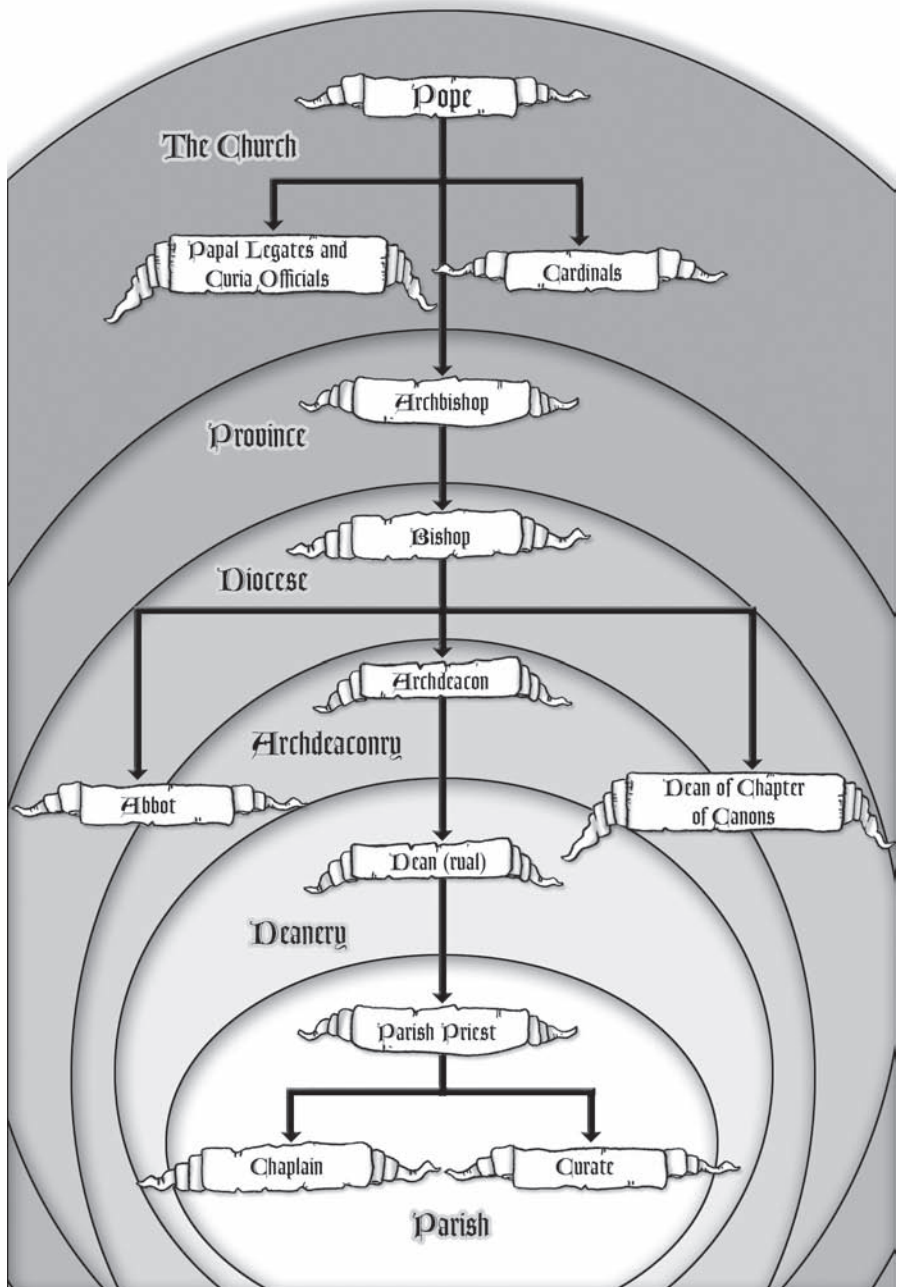 Pope
The Church
Papal Legates and
Curia Officials
Cardinals
Archbishop
Province
Bishop
Diocese
Archdeacon
Archdeaconry
Abbot
Dean of Chapter
of Canons
Dean (rual)
Deanery
Parish Priest
Chaplain
Curate
Parish